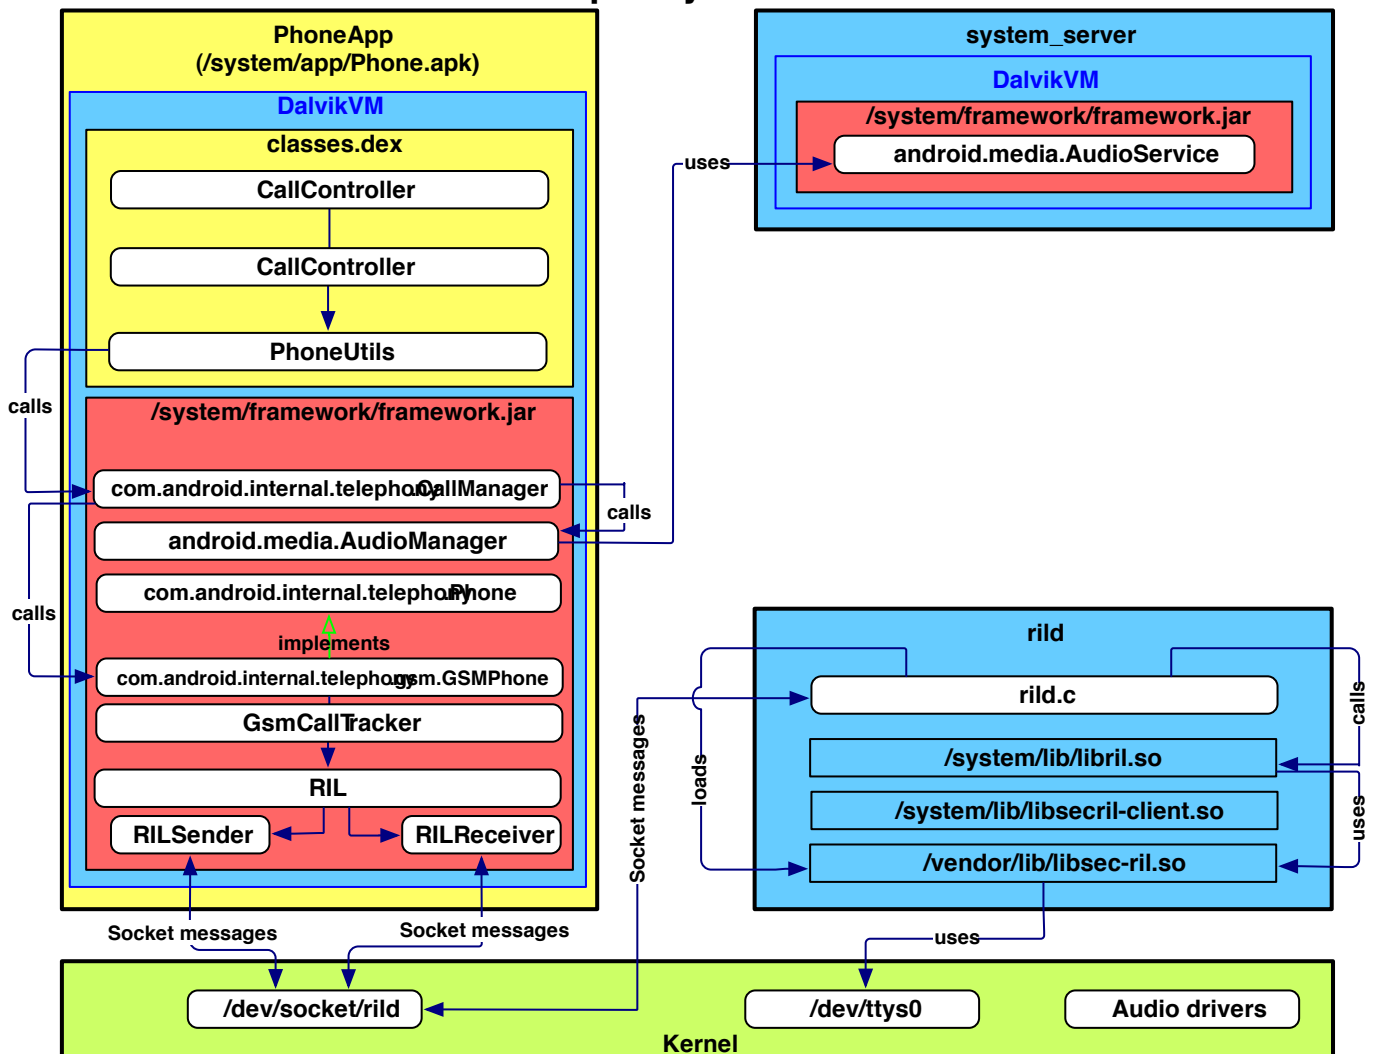 PhoneApp
(/system/app/Phone.apk)
DalvikVM
classes.dex
CallController
CallController
PhoneUtils
calls
/system/framework/framework.jar
com.android.internal.telephony.CallManager
calls
android.media.AudioManager
com.android.internal.telephony.Phone
calls
implements
com.android.internal.telephony.gsm.GSMPhone
GsmCallTracker
RIL
RILSender
RILReceiver
Socket messages
Socket messages
uses
system_server
DalvikVM
/system/framework/framework.jar
android.media.AudioService
rild
rild.c
calls
Socket messages
loads
/system/lib/libril.so
/system/lib/libsecril-client.so
uses
/vendor/lib/libsec-ril.so
uses
/dev/socket/rild
/dev/ttys0
Audio drivers
Kernel